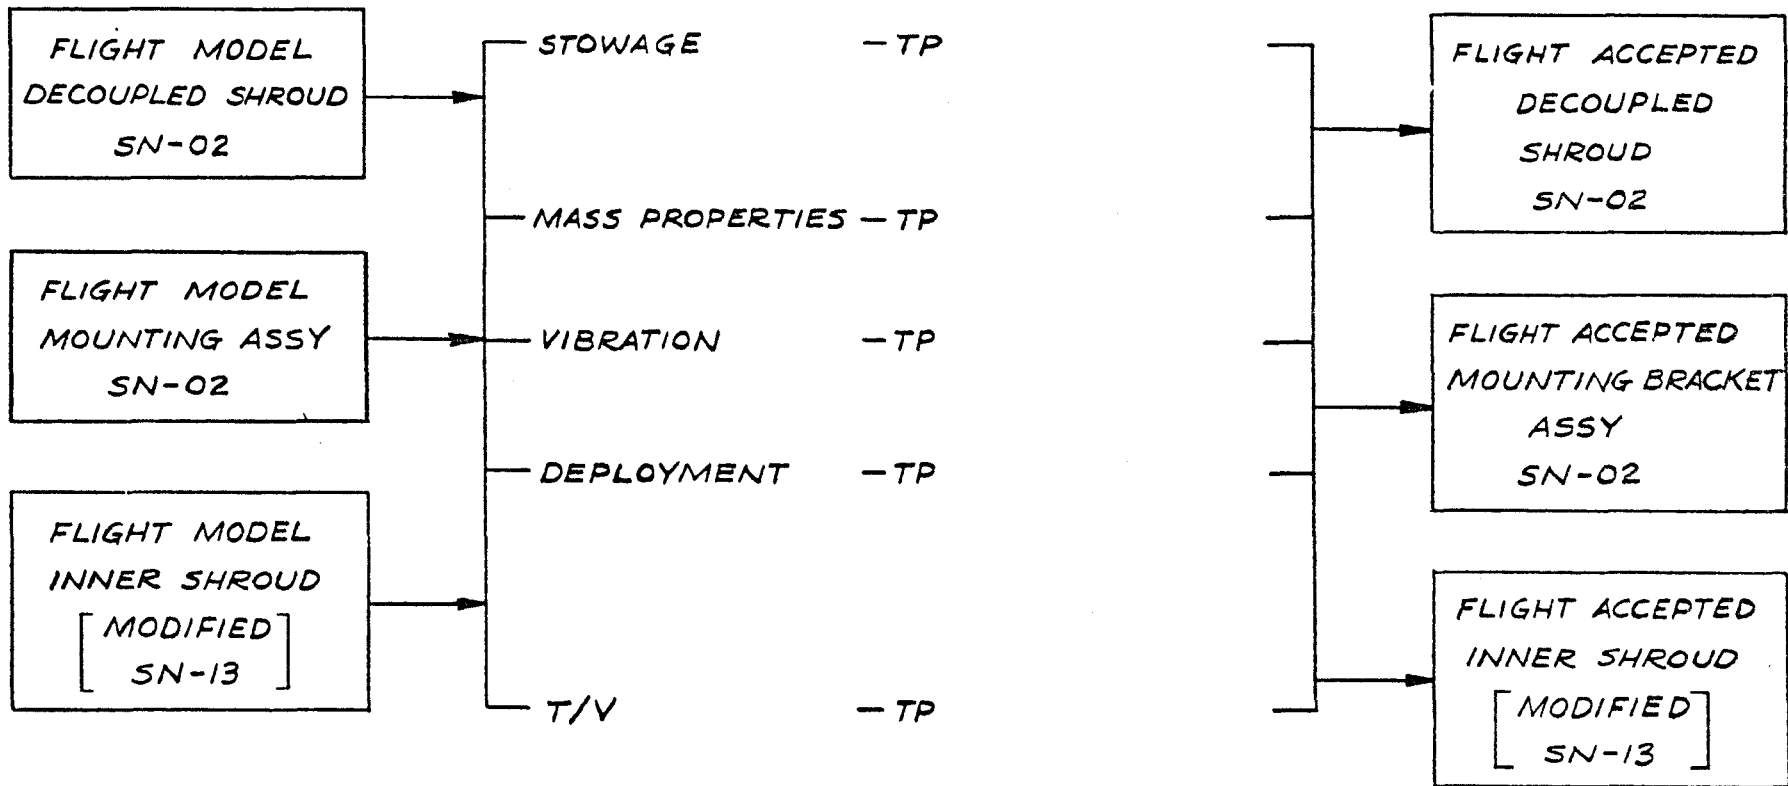 FLIGHT MODEL
DECOUPLED SHROUD
SN-02
FLIGHT MODEL
MOUNTING ASSY
SN-02
FLIGHT MODEL
INNER SHROUD
[MODIFIED
SN-13]
STOWAGE - TP
MASS PROPERTIES - TP
VIBRATION - TP
DEPLOYMENT - TP
T/V - TP
FLIGHT ACCEPTED
DECOUPLED
SHROUD
SN-02
FLIGHT ACCEPTED
MOUNTING BRACKET
ASSY
SN-02
FLIGHT ACCEPTED
INNER SHROUD
[MODIFIED
SN-13]